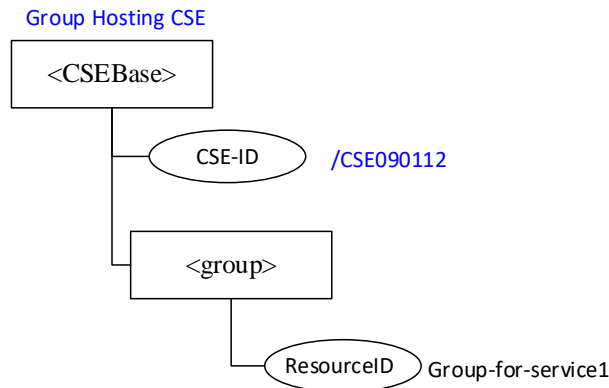 Group Hosting CSE
<CSEBase>
CSE-ID
/CSE090112
<group>
ResourceID
Group-for-service1